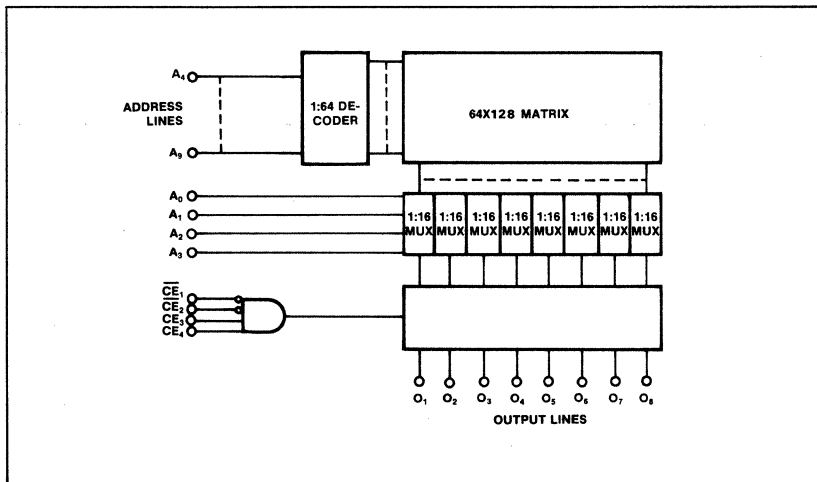 A₄
ADDRESS
LINES
A₉
1:64 DE-
CODER
64X128 MATRIX
A₀
A₁
A₂
A₃
1:16 1:16 1:16 1:16 1:16 1:16 1:16 1:16
MUX MUX MUX MUX MUX MUX MUX MUX
C̅E̅₁
C̅E̅₂
CE₃
CE₄
O₁ O₂ O₃ O₄ O₅ O₆ O₇ O₈
OUTPUT LINES